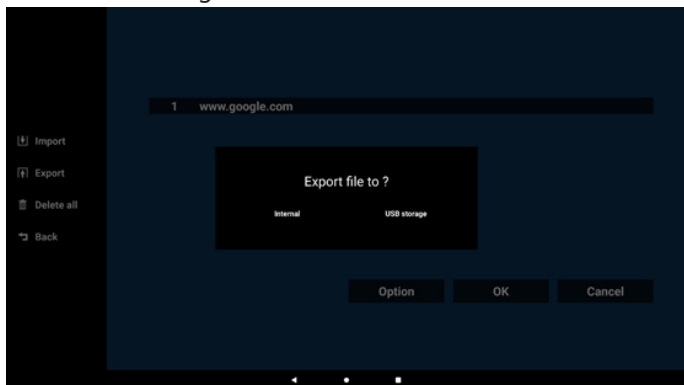 1 www.google.com
Import
Export
Delete all
Back
Export file to ?
Internal USB storage
Option OK Cancel